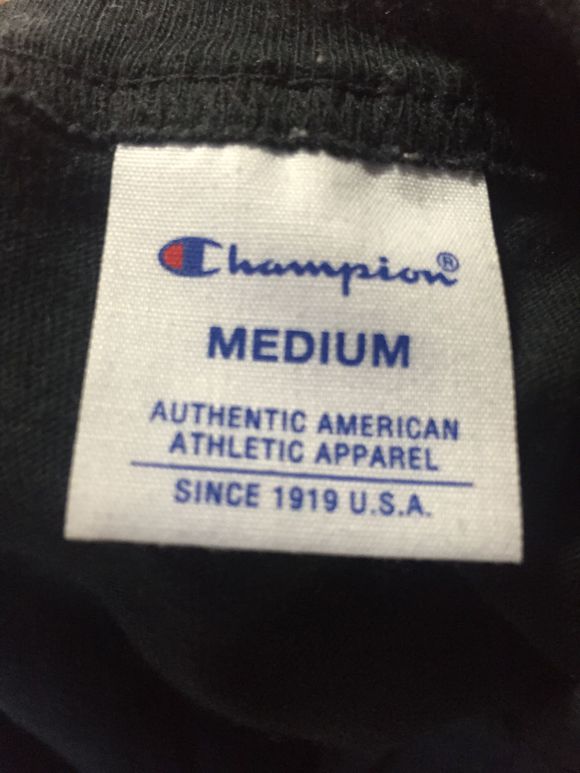 Champion®
MEDIUM
AUTHENTIC AMERICAN
ATHLETIC APPAREL
SINCE 1919 U.S.A.